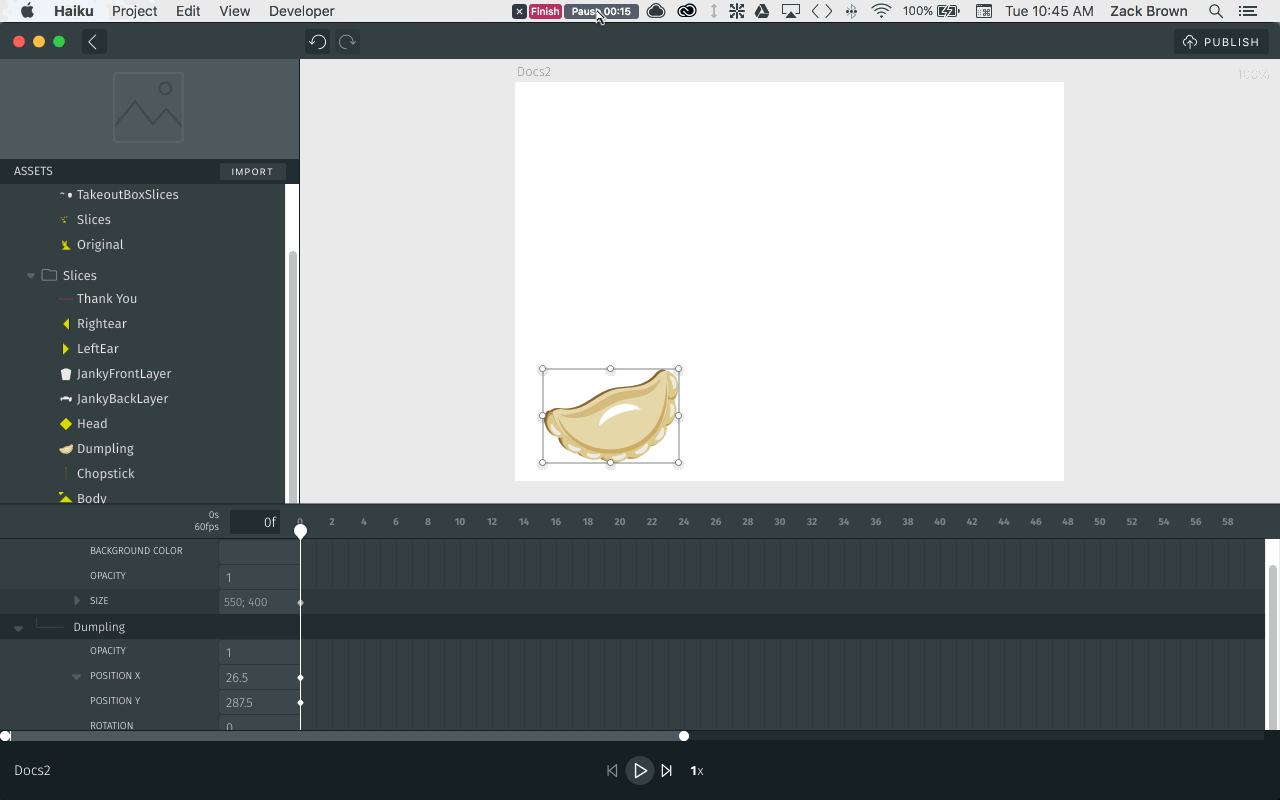 Haiku Project Edit View Developer Finish Pause 00:15 100% Tue 10:45 AM Zack Brown
PUBLISH
Docs2
100%
ASSETS IMPORT
TakeoutBoxSlices
Slices
Original
Slices
Thank You
Rightear
LeftEar
JankyFrontLayer
JankyBackLayer
Head
Dumpling
Chopstick
Body
0s
60fps
0f
0 2 4 6 8 10 12 14 16 18 20 22 24 26 28 30 32 34 36 38 40 42 44 46 48 50 52 54 56 58
BACKGROUND COLOR
OPACITY 1
SIZE 550; 400
Dumpling
OPACITY 1
POSITION X 26.5
POSITION Y 287.5
ROTATION 0
Docs2 1x